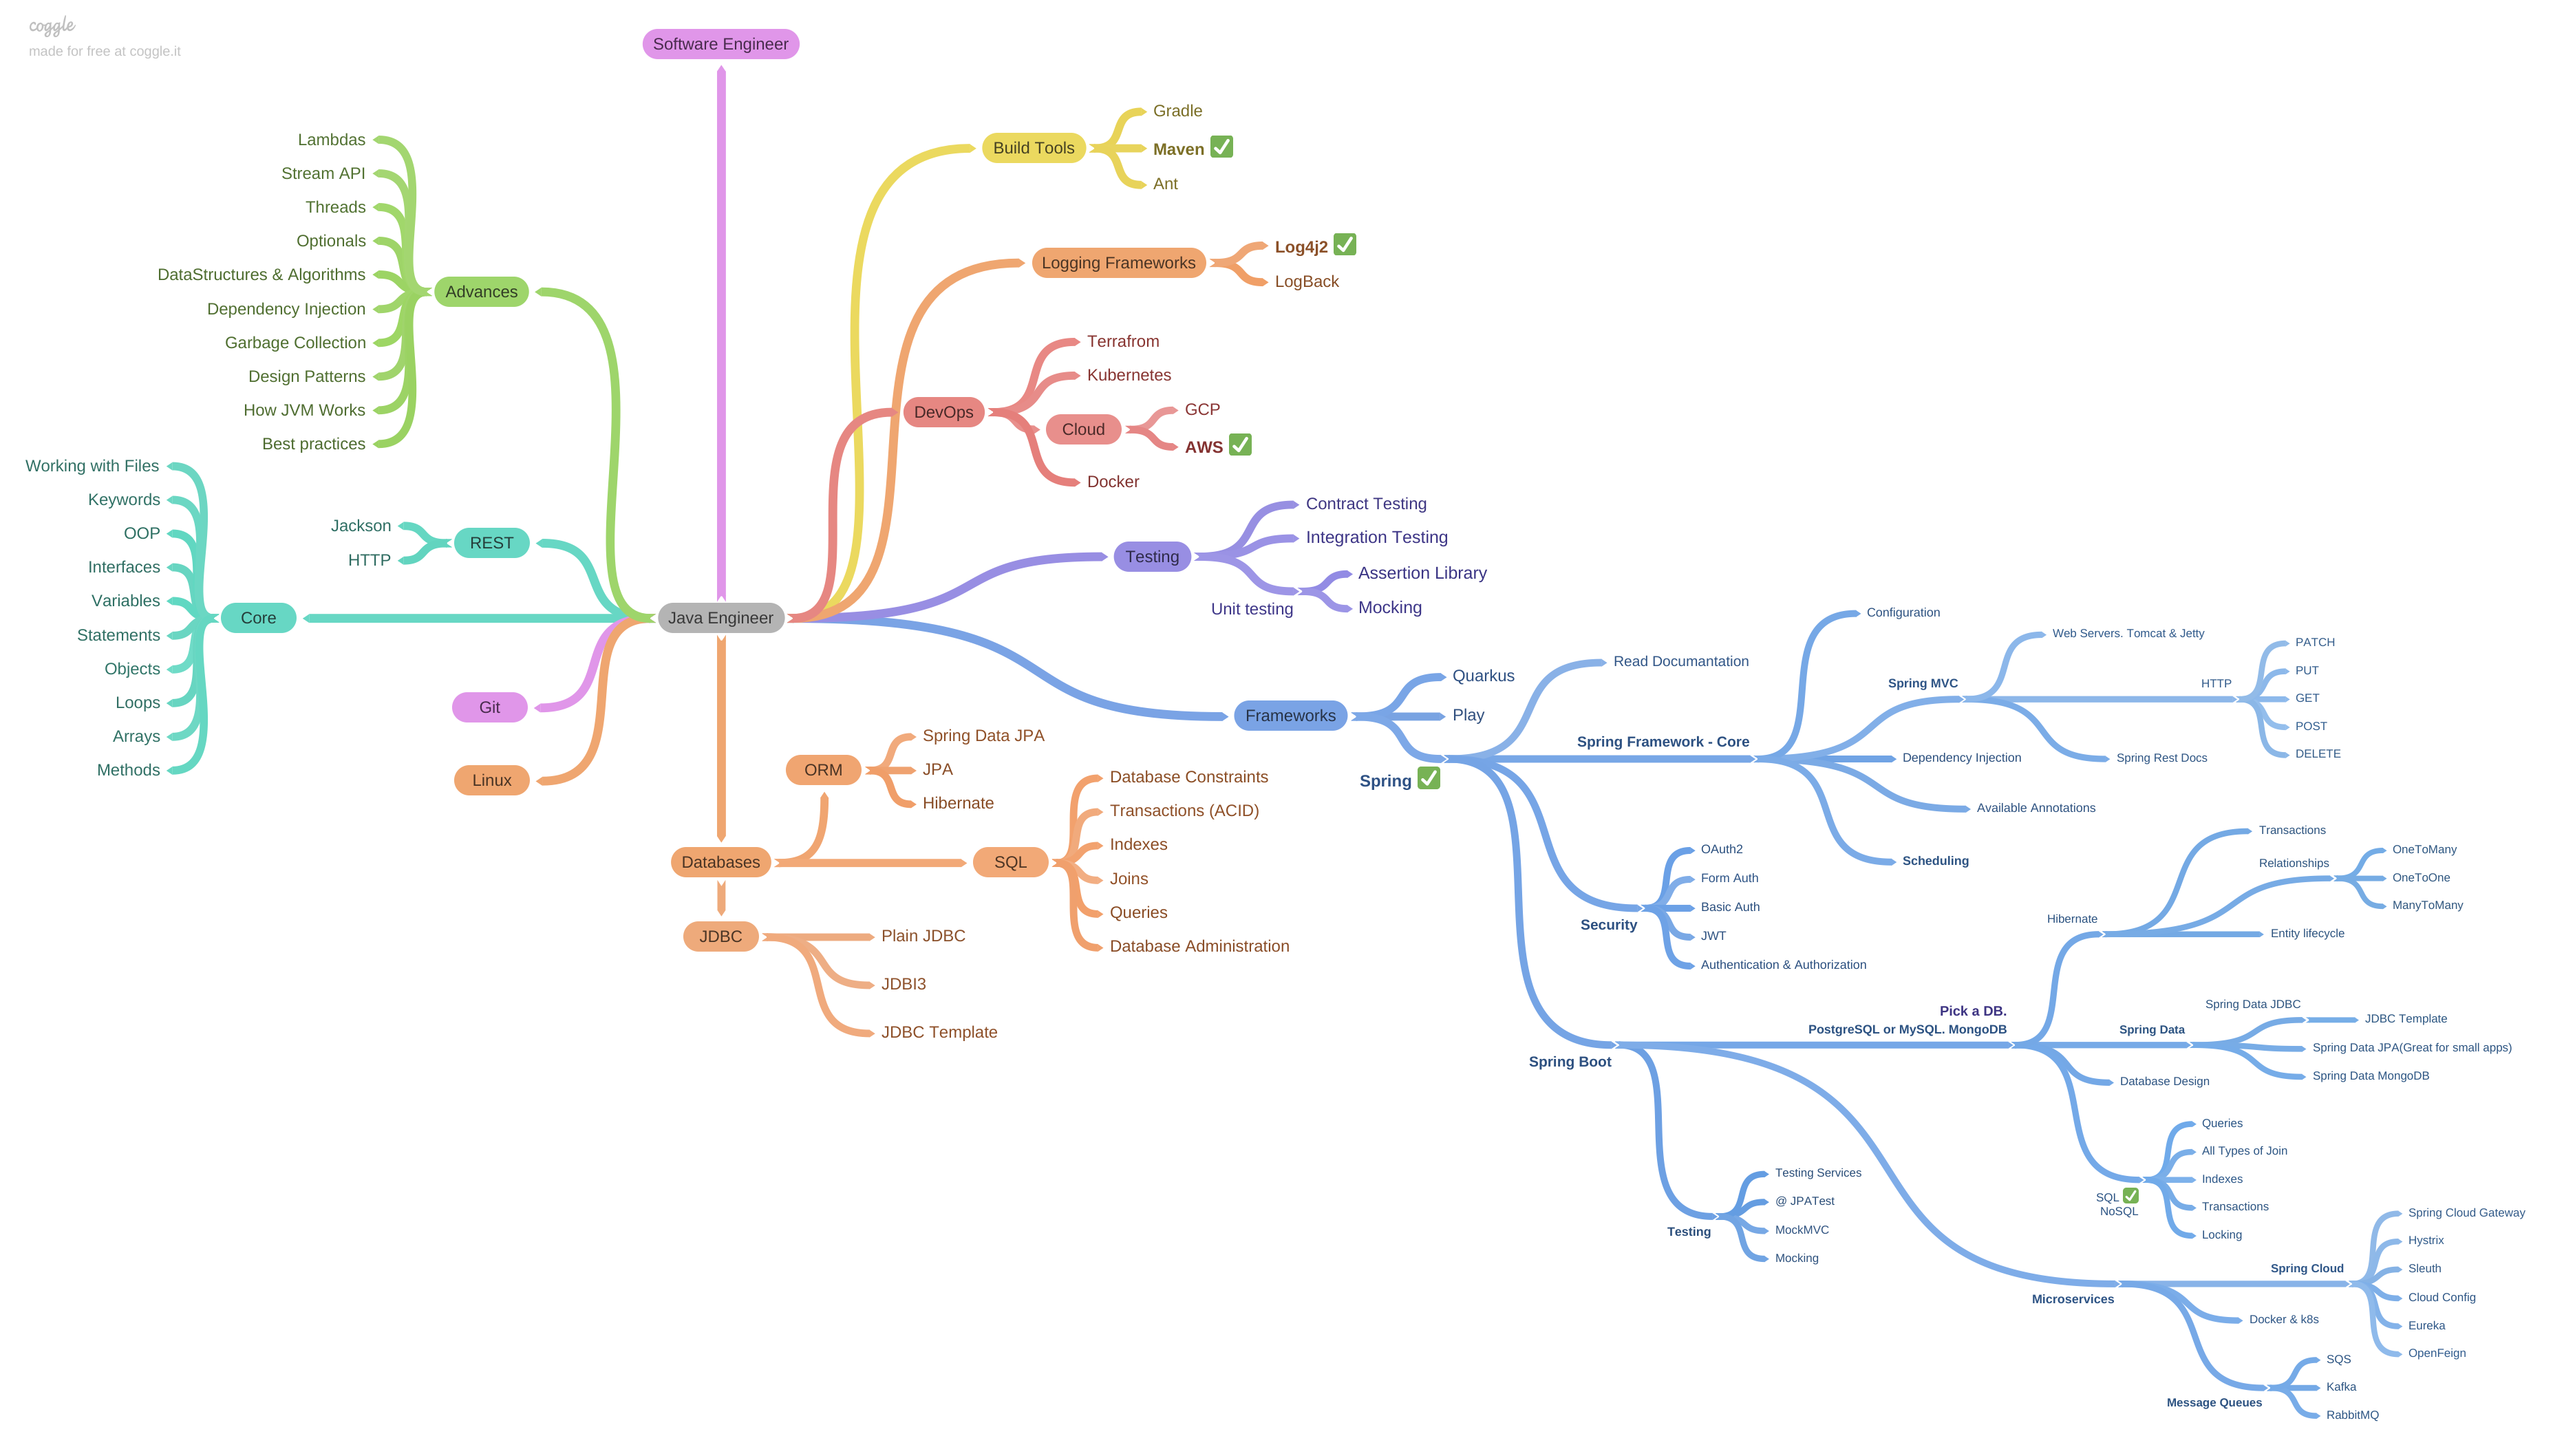 coggle
made for free at coggle.it
Software Engineer
Lambdas
Stream API
Threads
Optionals
DataStructures & Algorithms
Dependency Injection
Garbage Collection
Design Patterns
How JVM Works
Best practices
Advances
Working with Files
Keywords
OOP
Interfaces
Variables
Statements
Objects
Loops
Arrays
Methods
Core
Jackson
HTTP
REST
Git
Linux
Java Engineer
Build Tools
Gradle
Maven ✅
Ant
Logging Frameworks
Log4j2 ✅
LogBack
DevOps
Terrafrom
Kubernetes
Cloud
GCP
AWS ✅
Docker
Testing
Contract Testing
Integration Testing
Unit testing
Assertion Library
Mocking
Frameworks
Quarkus
Play
Spring ✅
Read Documantation
Spring Framework - Core
Configuration
Spring MVC
Web Servers. Tomcat & Jetty
HTTP
PATCH
PUT
GET
POST
DELETE
Spring Rest Docs
Dependency Injection
Available Annotations
Scheduling
Security
OAuth2
Form Auth
Basic Auth
JWT
Authentication & Authorization
Spring Boot
Pick a DB.
PostgreSQL or MySQL. MongoDB
Hibernate
Transactions
Relationships
OneToMany
OneToOne
ManyToMany
Entity lifecycle
Spring Data
Spring Data JDBC
JDBC Template
Spring Data JPA(Great for small apps)
Spring Data MongoDB
Database Design
SQL ✅
NoSQL
Queries
All Types of Join
Indexes
Transactions
Locking
Testing
Testing Services
@ JPATest
MockMVC
Mocking
Microservices
Spring Cloud
Spring Cloud Gateway
Hystrix
Sleuth
Cloud Config
Eureka
OpenFeign
Docker & k8s
Message Queues
SQS
Kafka
RabbitMQ
Databases
ORM
Spring Data JPA
JPA
Hibernate
SQL
Database Constraints
Transactions (ACID)
Indexes
Joins
Queries
Database Administration
JDBC
Plain JDBC
JDBI3
JDBC Template